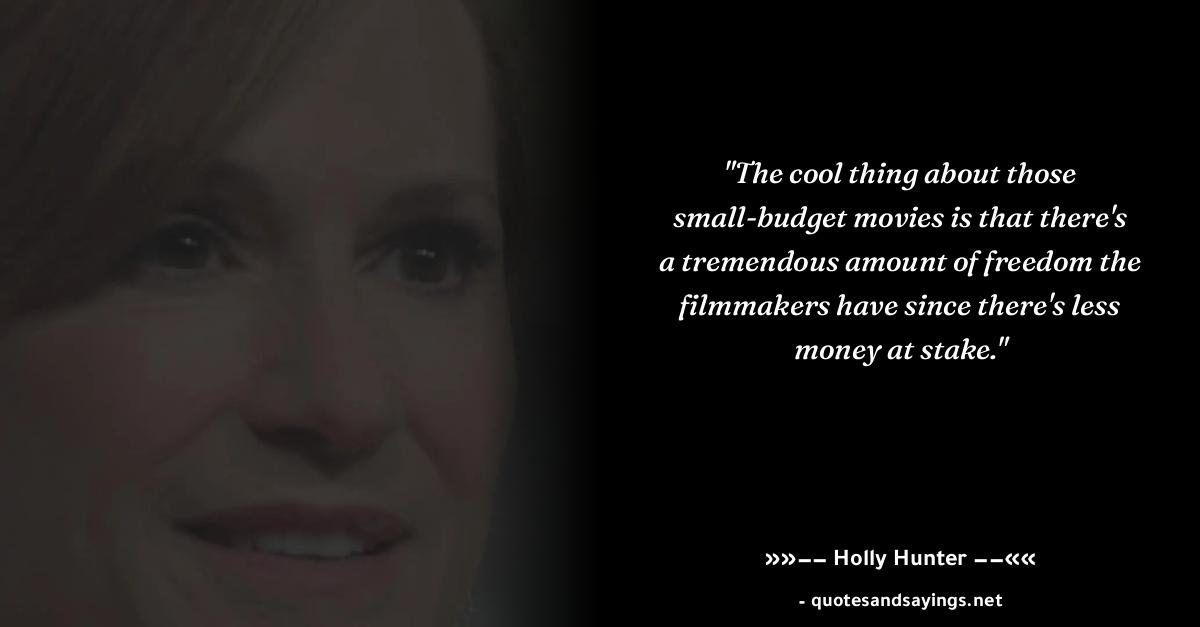 "The cool thing about those
small-budget movies is that there's
a tremendous amount of freedom the
filmmakers have since there's less
money at stake."
»»–– Holly Hunter ––««
- quotesandsayings.net